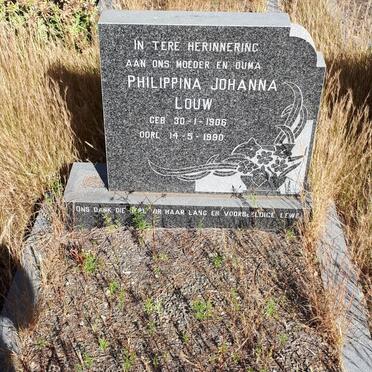 IN TERE HERINNERING
AAN ONS MOEDER EN OUMA
PHILIPPINA JOHANNA
LOUW
GEB 30-1-1906
OORL 14-5-1990
ONS DANK DIE VIR HAAR LANG EN VOORBEELDIGE LEWE